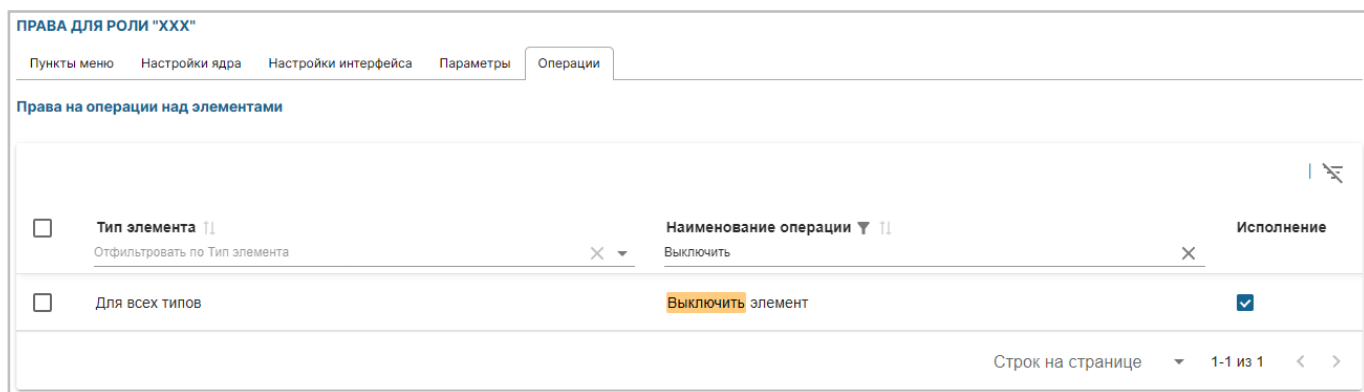 ПРАВА ДЛЯ РОЛИ "XXX"
Пункты меню Настройки ядра Настройки интерфейса Параметры Операции
Права на операции над элементами
Тип элемента Наименование операции Исполнение
Отфильтровать по Тип элемента Выключить
Для всех типов Выключить элемент
Строк на странице 1-1 из 1